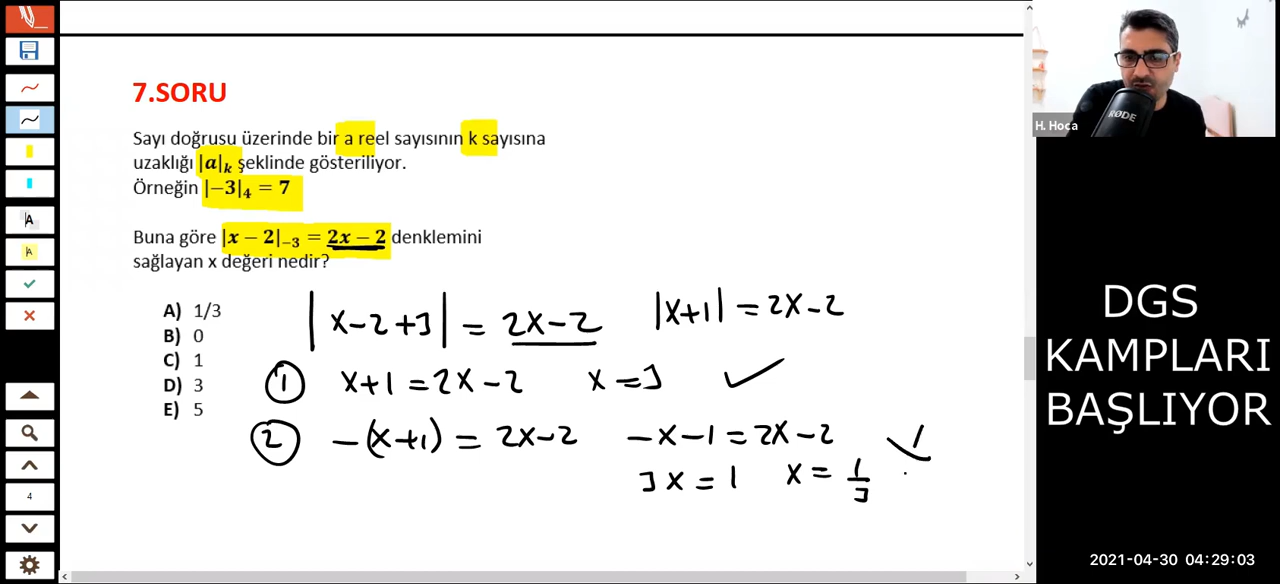 7.SORU
Sayı doğrusu üzerinde bir a reel sayısının k sayısına
uzaklığı |a|ₖ şeklinde gösteriliyor.
Örneğin |−3|₄ = 7
Buna göre |x − 2|₋₃ = 2x − 2 denklemini
sağlayan x değeri nedir?
A) 1/3
B) 0
C) 1
D) 3
E) 5
|x−2+3| = 2x−2 |x+1| = 2x−2
1 x+1 = 2x−2 x = 3 ✓
2 −(x+1) = 2x−2 −x−1 = 2x−2
3x = 1 x = 1/3
H. Hoca
RØDE
DGS
KAMPLARI
BAŞLIYOR
2021-04-30 04:29:03
A
A
4